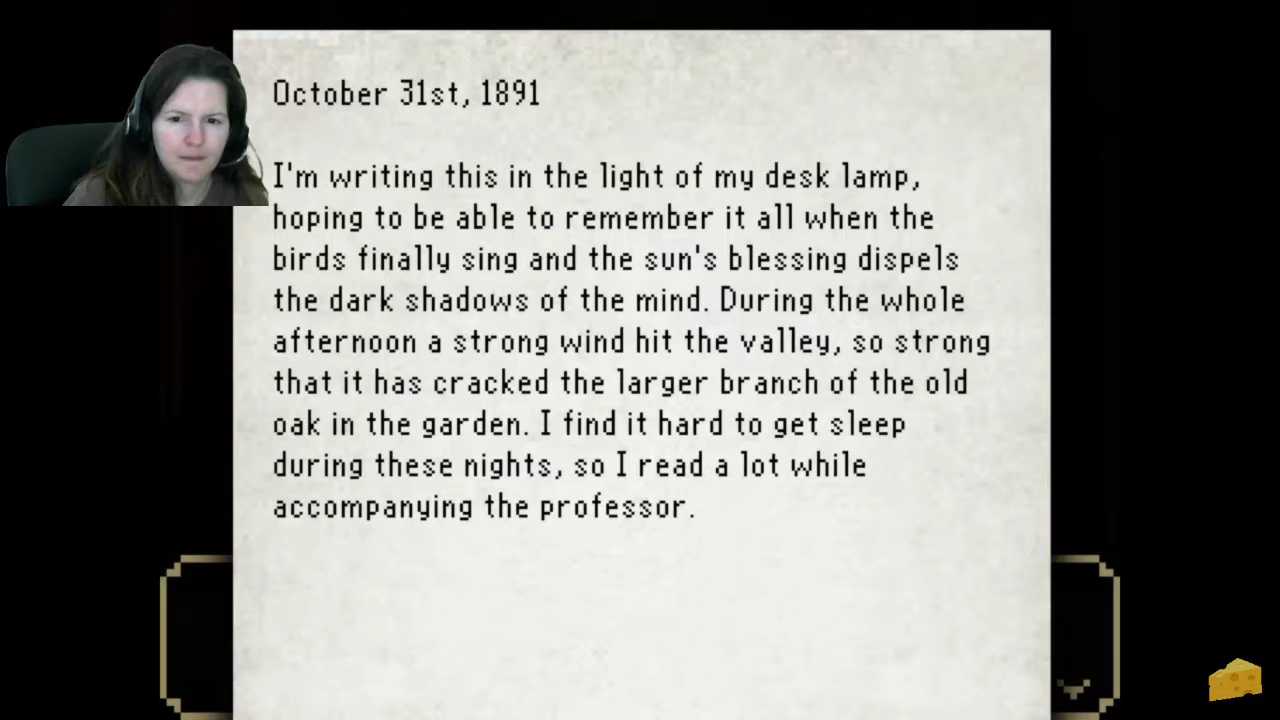 October 31st, 1891
I'm writing this in the light of my desk lamp,
hoping to be able to remember it all when the
birds finally sing and the sun's blessing dispels
the dark shadows of the mind. During the whole
afternoon a strong wind hit the valley, so strong
that it has cracked the larger branch of the old
oak in the garden. I find it hard to get sleep
during these nights, so I read a lot while
accompanying the professor.